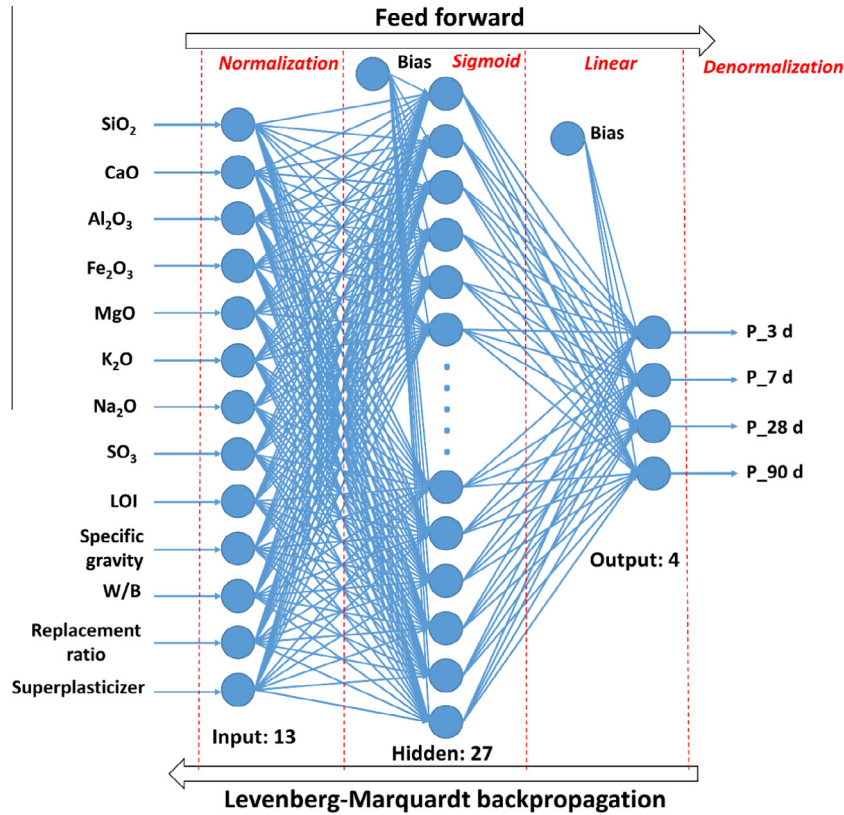 Feed forward
Normalization
Bias
Sigmoid
Linear
Denormalization
SiO₂
CaO
Al₂O₃
Fe₂O₃
MgO
K₂O
Na₂O
SO₃
LOI
Specific
gravity
W/B
Replacement
ratio
Superplasticizer
Bias
P_3 d
P_7 d
P_28 d
P_90 d
Output: 4
Input: 13
Hidden: 27
Levenberg-Marquardt backpropagation